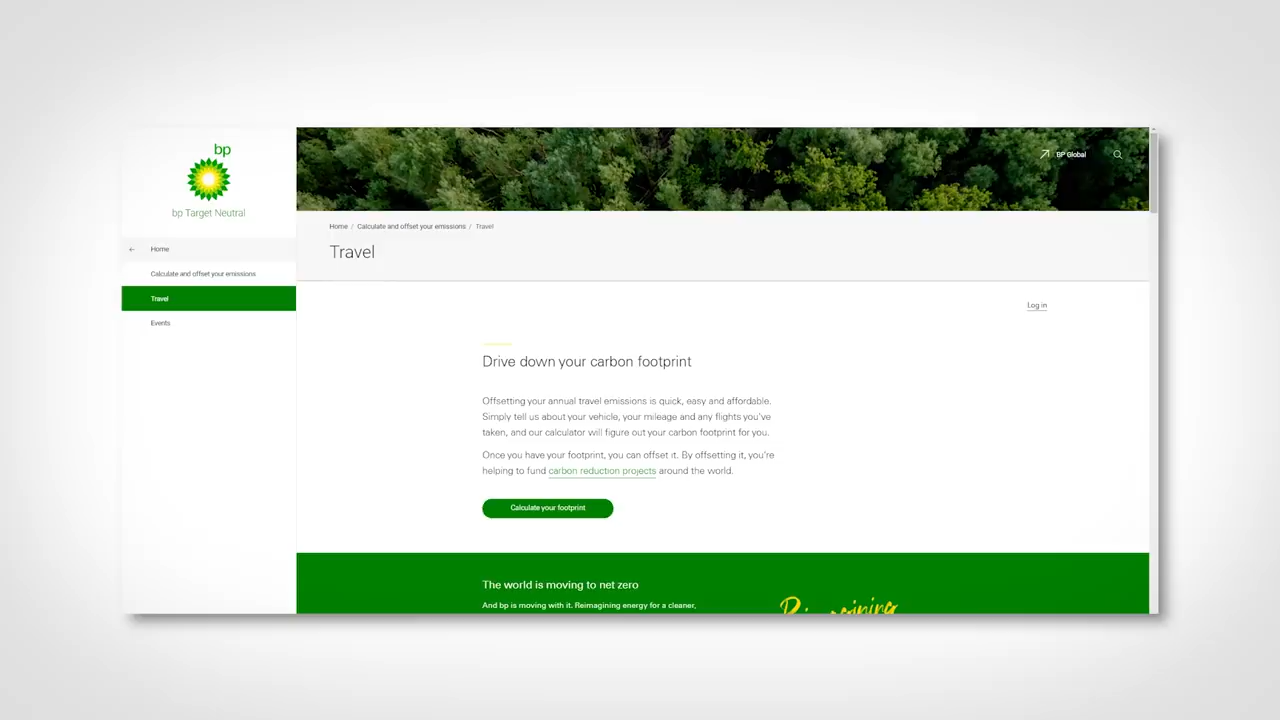 bp
bp Target Neutral
Home
Calculate and offset your emissions
Travel
Events
BP Global
Home / Calculate and offset your emissions / Travel
Travel
Log in
Drive down your carbon footprint
Offsetting your annual travel emissions is quick, easy and affordable.
Simply tell us about your vehicle, your mileage and any flights you've
taken, and our calculator will figure out your carbon footprint for you.
Once you have your footprint, you can offset it. By offsetting it, you're
helping to fund carbon reduction projects around the world.
Calculate your footprint
The world is moving to net zero
And bp is moving with it. Reimagining energy for a cleaner,
Reimagining